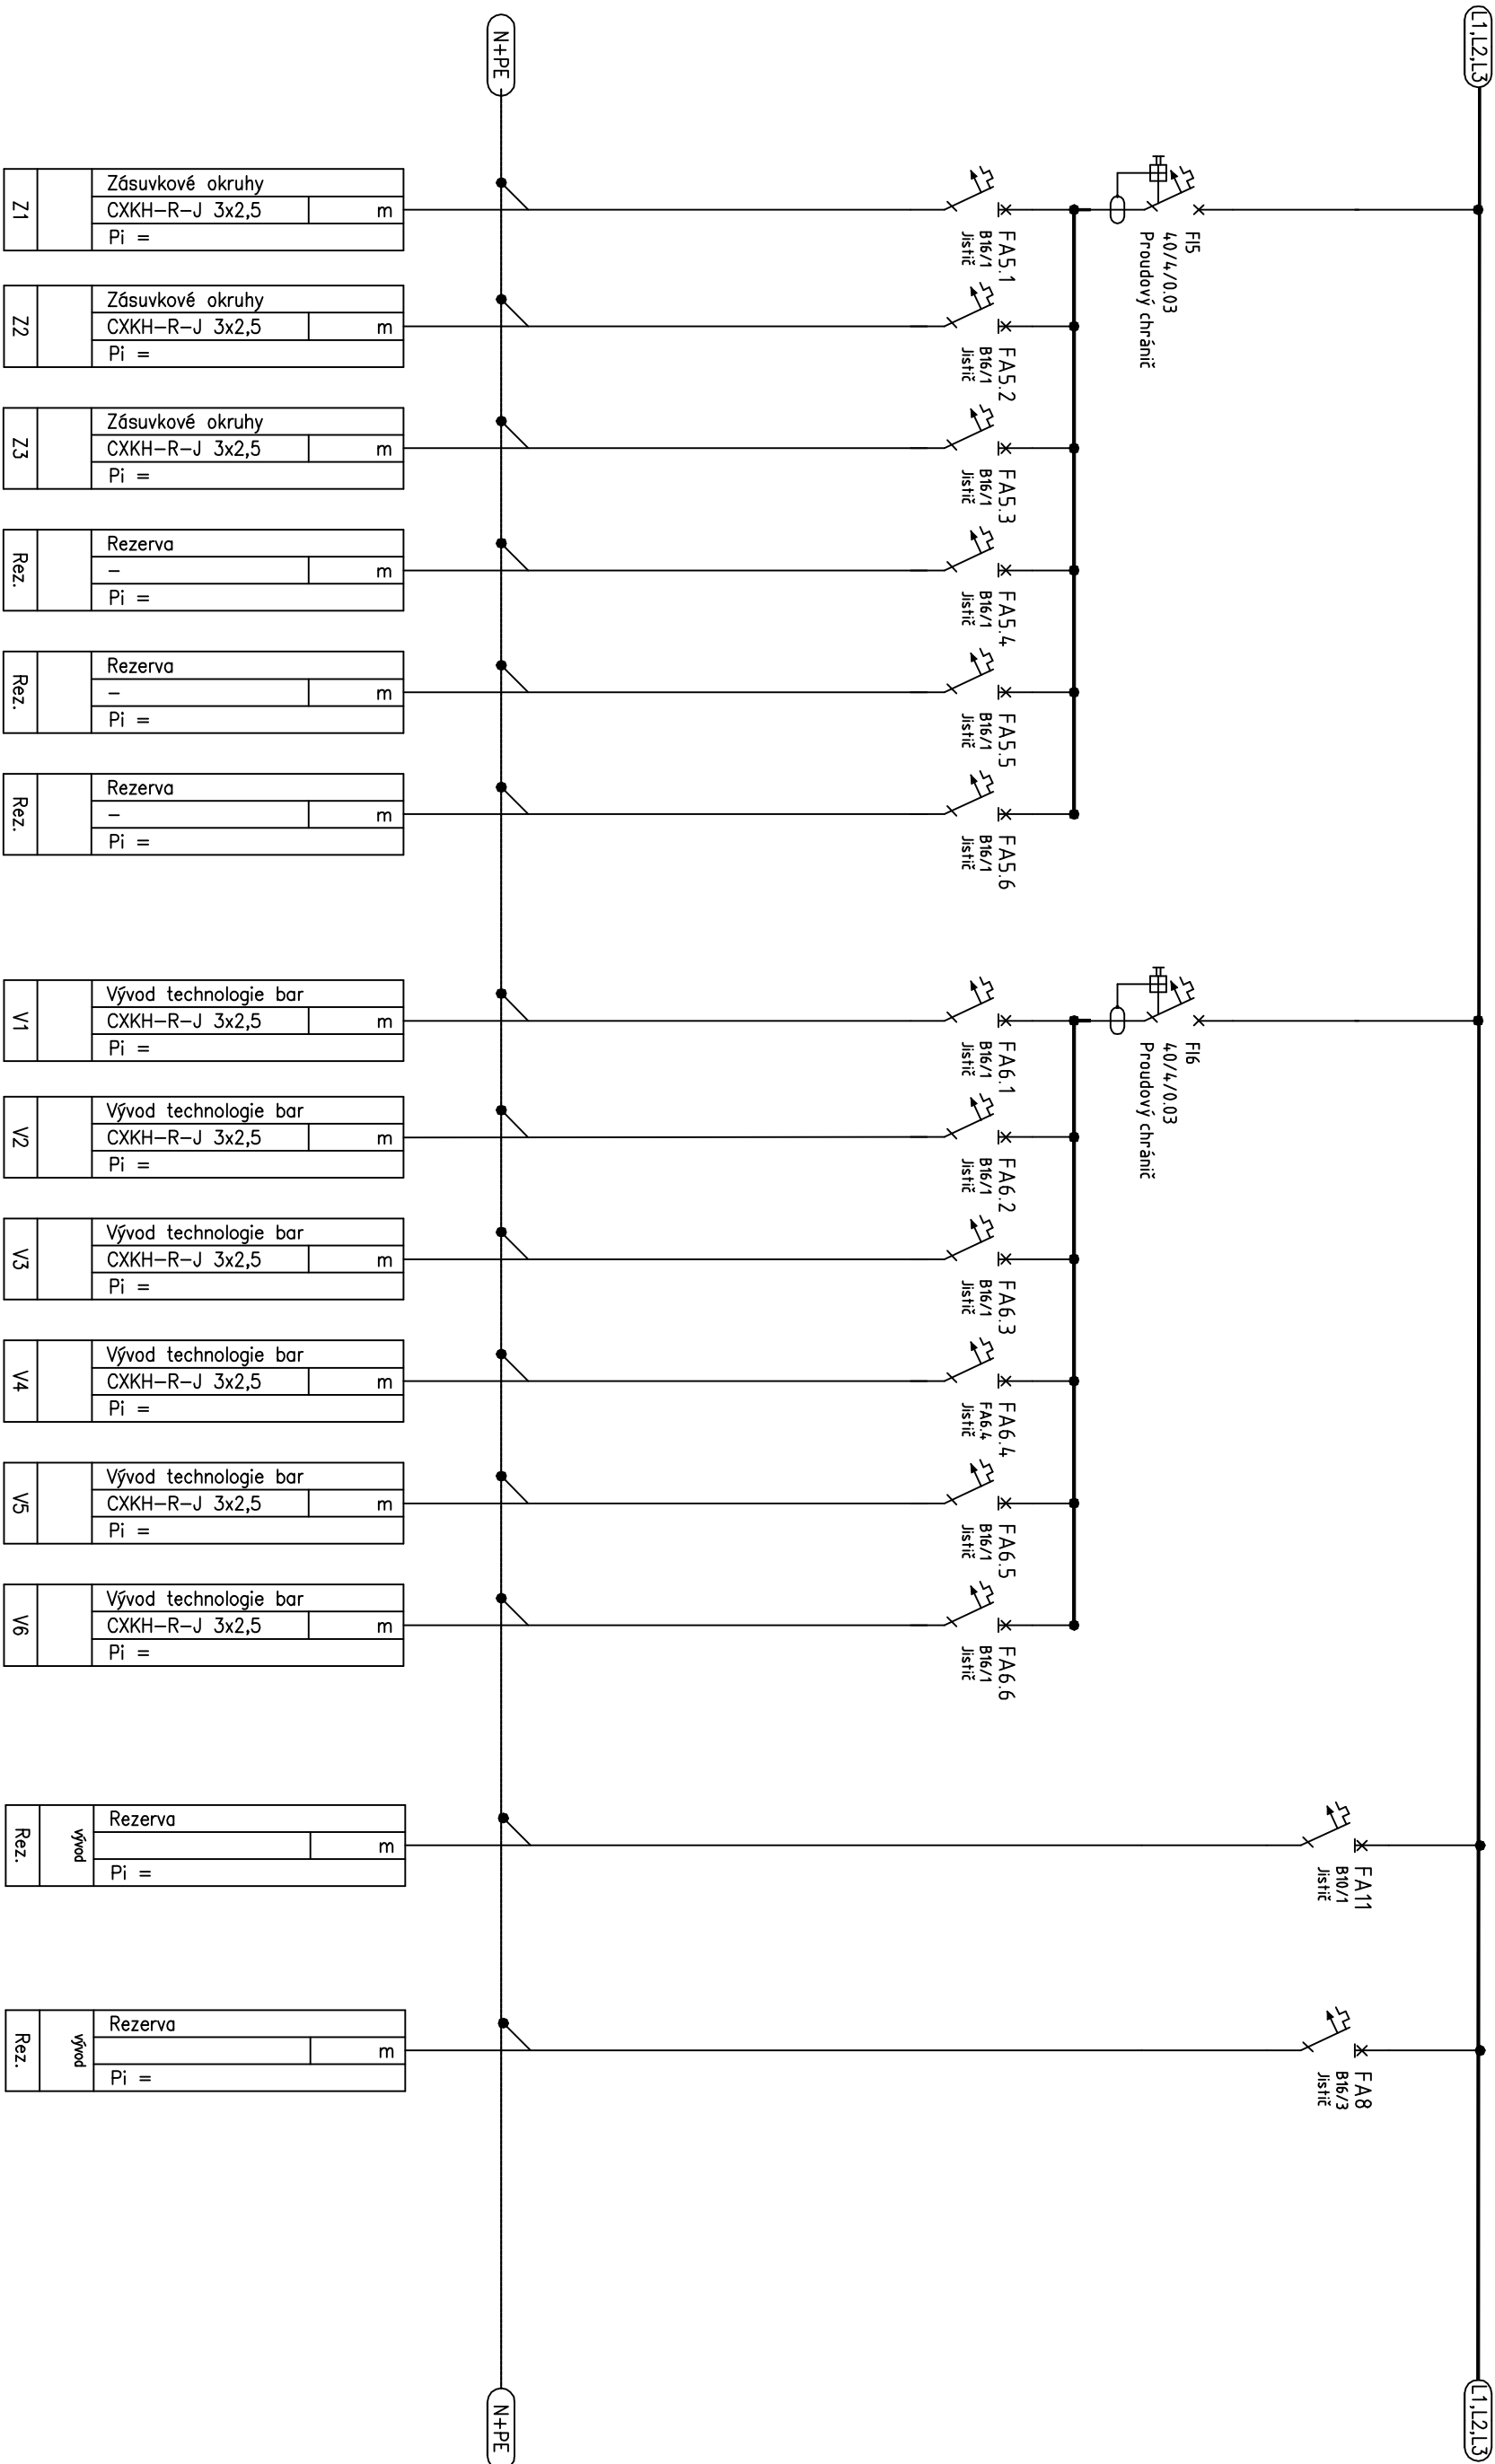 L1,L2,L3
N+PE
FI5
40/4/0.03
Proudový chránič
FA5.1
B16/1
Jistič
Zásuvkové okruhy
CXKH-R-J 3x2,5 m
Pi =
Z1
FA5.2
B16/1
Jistič
Zásuvkové okruhy
CXKH-R-J 3x2,5 m
Pi =
Z2
FA5.3
B16/1
Jistič
Zásuvkové okruhy
CXKH-R-J 3x2,5 m
Pi =
Z3
FA5.4
B16/1
Jistič
Rezerva
- m
Pi =
Rez.
FA5.5
B16/1
Jistič
Rezerva
- m
Pi =
Rez.
FA5.6
B16/1
Jistič
Rezerva
- m
Pi =
Rez.
FI6
40/4/0.03
Proudový chránič
FA6.1
B16/1
Jistič
Vývod technologie bar
CXKH-R-J 3x2,5 m
Pi =
V1
FA6.2
B16/1
Jistič
Vývod technologie bar
CXKH-R-J 3x2,5 m
Pi =
V2
FA6.3
B16/1
Jistič
Vývod technologie bar
CXKH-R-J 3x2,5 m
Pi =
V3
FA6.4
FA6.4
Jistič
Vývod technologie bar
CXKH-R-J 3x2,5 m
Pi =
V4
FA6.5
B16/1
Jistič
Vývod technologie bar
CXKH-R-J 3x2,5 m
Pi =
V5
FA6.6
B16/1
Jistič
Vývod technologie bar
CXKH-R-J 3x2,5 m
Pi =
V6
FA11
B10/1
Jistič
Rezerva
m
Pi =
vývod
Rez.
FA8
B16/3
Jistič
Rezerva
m
Pi =
vývod
Rez.
L1,L2,L3
N+PE